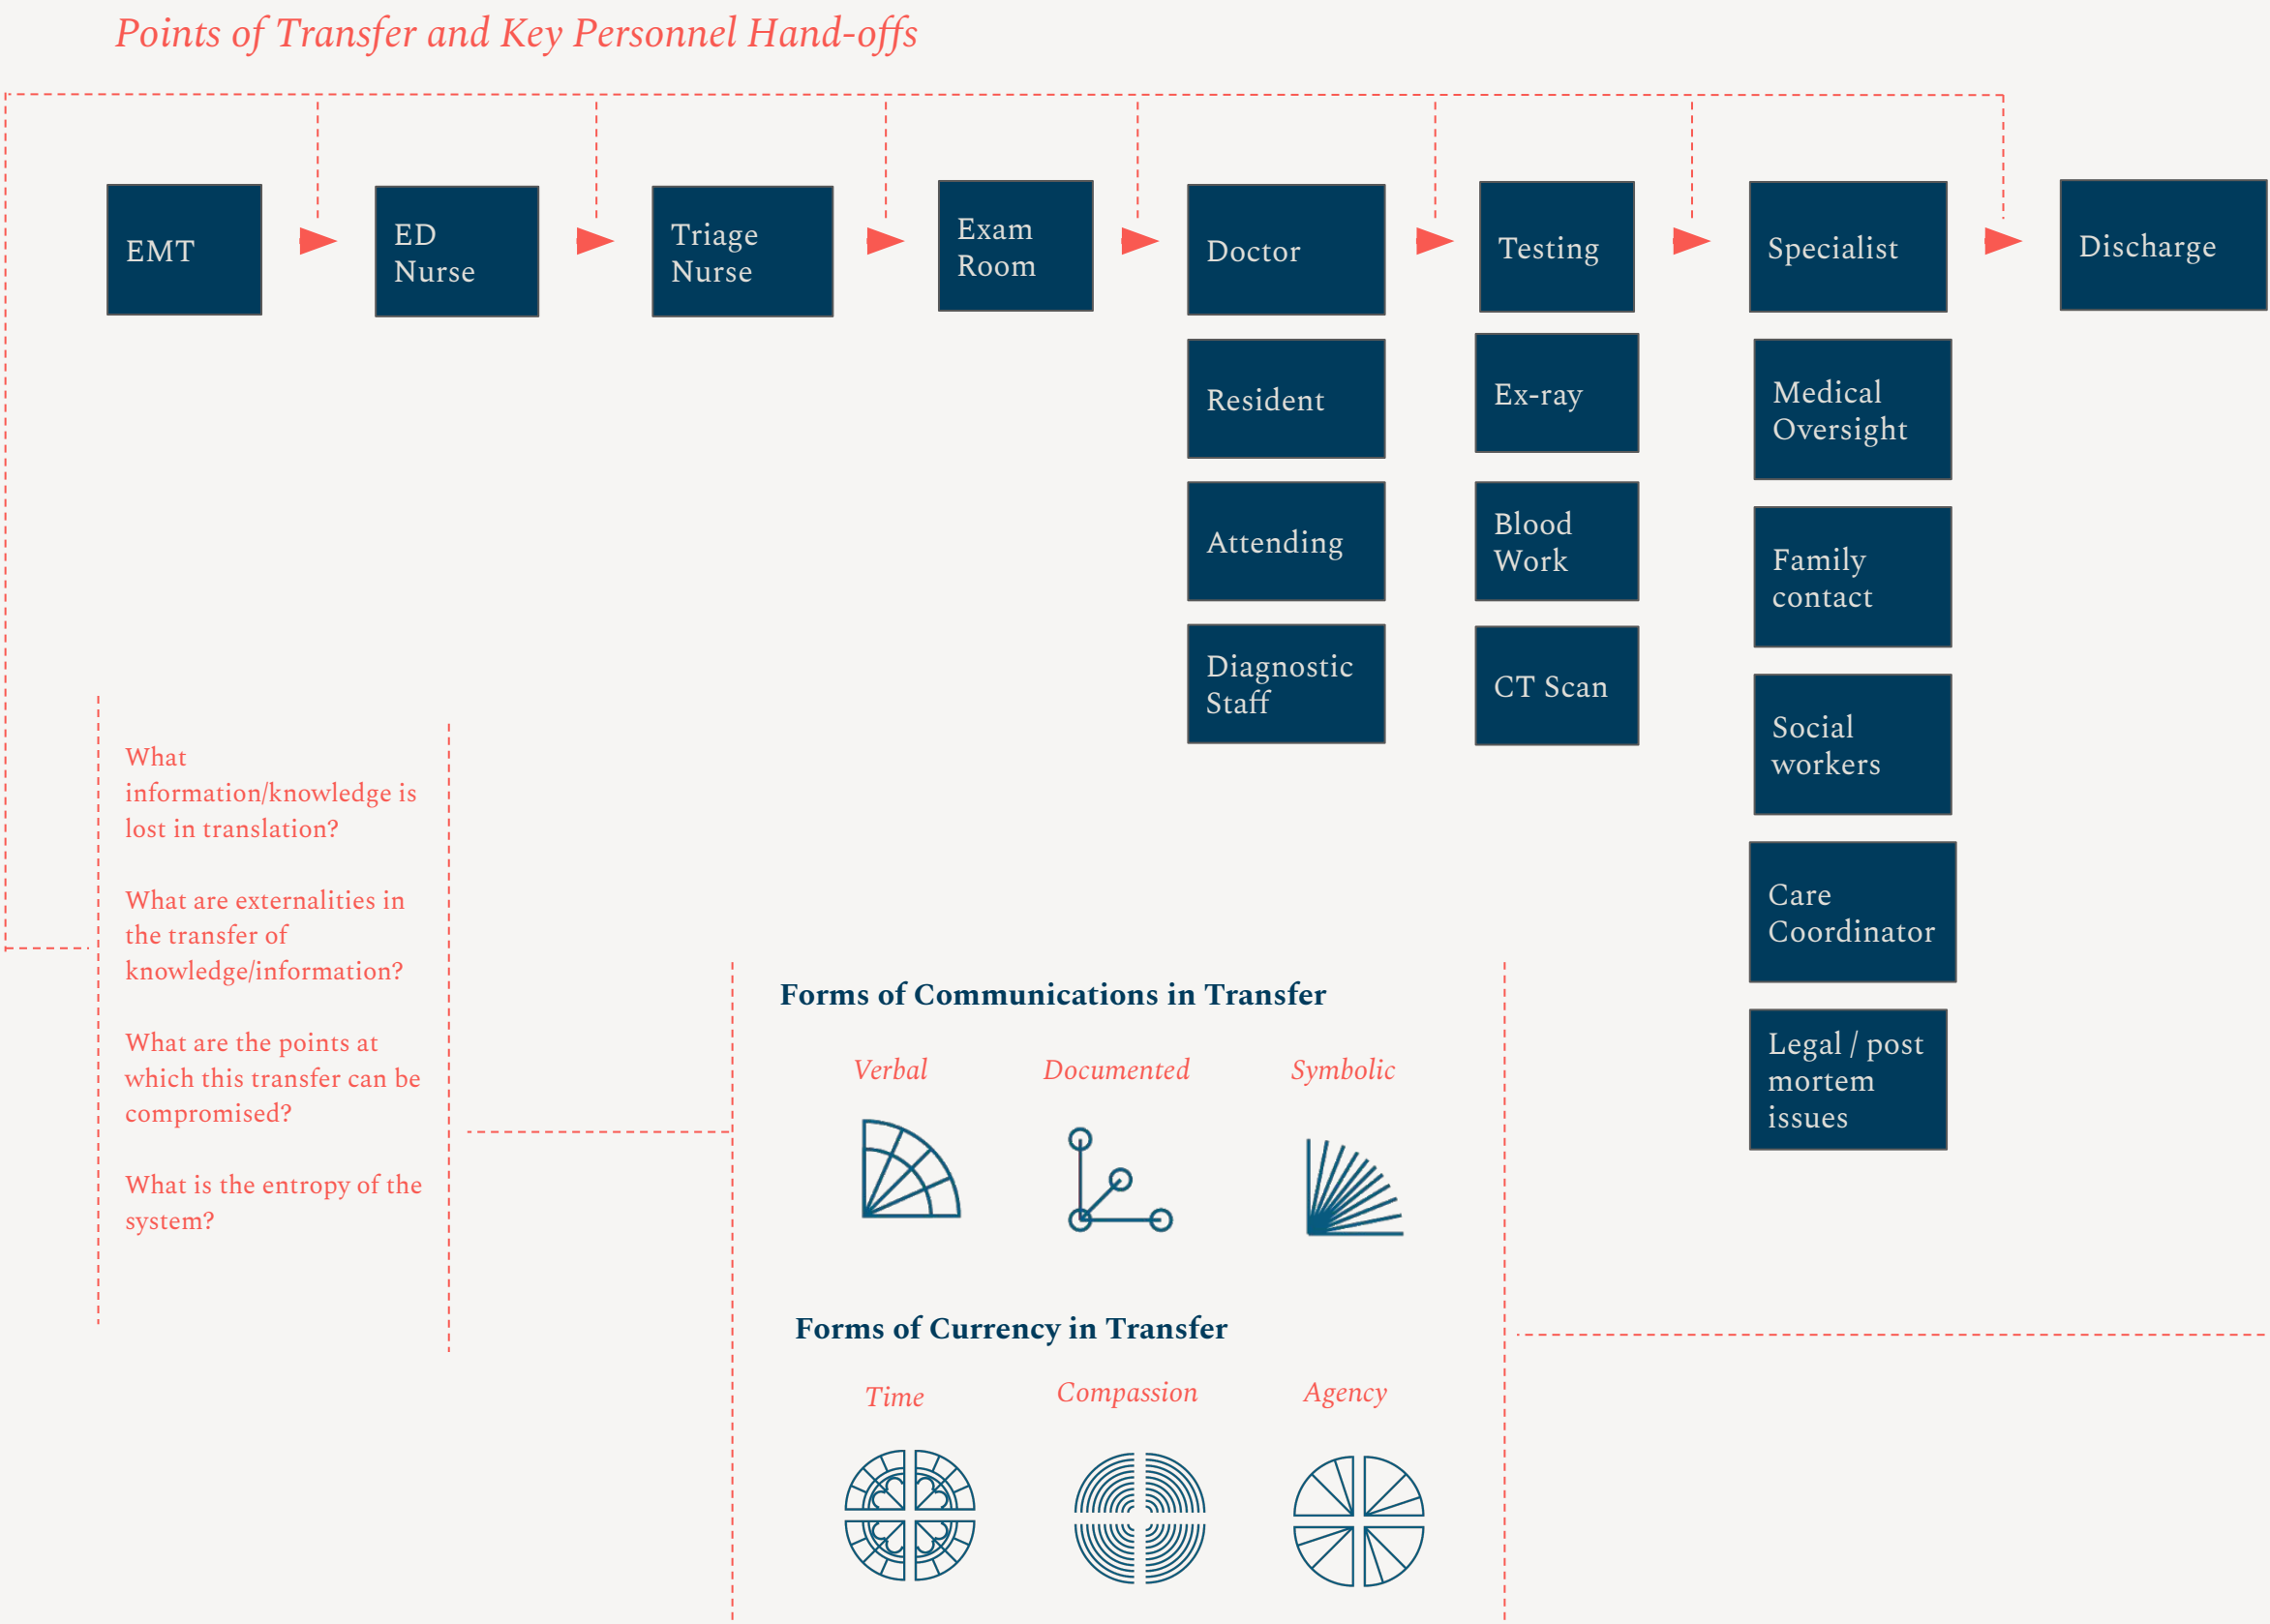 Points of Transfer and Key Personnel Hand-offs
EMT
ED
Nurse
Triage
Nurse
Exam
Room
Doctor
Testing
Specialist
Discharge
Resident
Attending
Diagnostic
Staff
Ex-ray
Blood
Work
CT Scan
Medical
Oversight
Family
contact
Social
workers
Care
Coordinator
Legal / post
mortem
issues
What
information/knowledge is
lost in translation?
What are externalities in
the transfer of
knowledge/information?
What are the points at
which this transfer can be
compromised?
What is the entropy of the
system?
Forms of Communications in Transfer
Verbal
Documented
Symbolic
Forms of Currency in Transfer
Time
Compassion
Agency